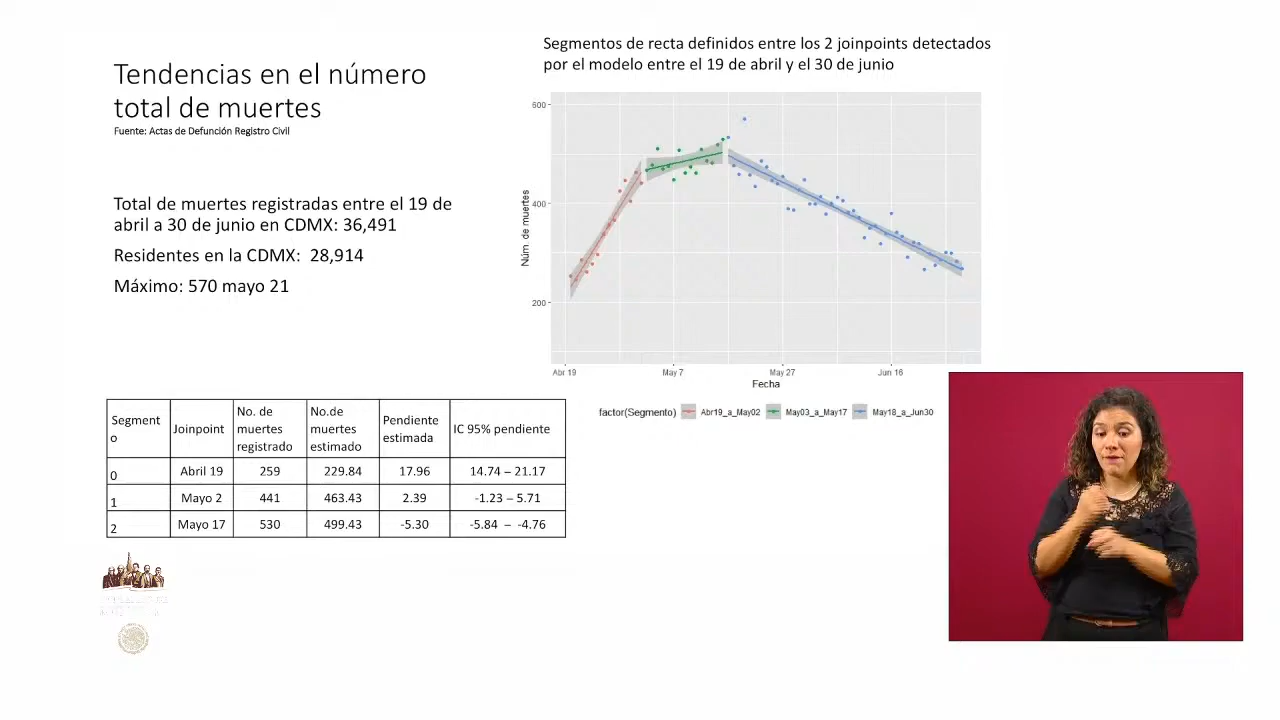 Tendencias en el número
total de muertes
Fuente: Actas de Defunción Registro Civil
Total de muertes registradas entre el 19 de
abril a 30 de junio en CDMX: 36,491
Residentes en la CDMX: 28,914
Máximo: 570 mayo 21
Segmentos de recta definidos entre los 2 joinpoints detectados
por el modelo entre el 19 de abril y el 30 de junio
600
400
200
Núm. de muertes
Abr 19 May 7 May 27 Jun 16
Fecha
factor(Segmento) Abr19_a_May02 May03_a_May17 May18_a_Jun30
Segment
o
Joinpoint
No. de
muertes
registrado
No.de
muertes
estimado
Pendiente
estimada
IC 95% pendiente
0 Abril 19 259 229.84 17.96 14.74 – 21.17
1 Mayo 2 441 463.43 2.39 -1.23 – 5.71
2 Mayo 17 530 499.43 -5.30 -5.84 – -4.76